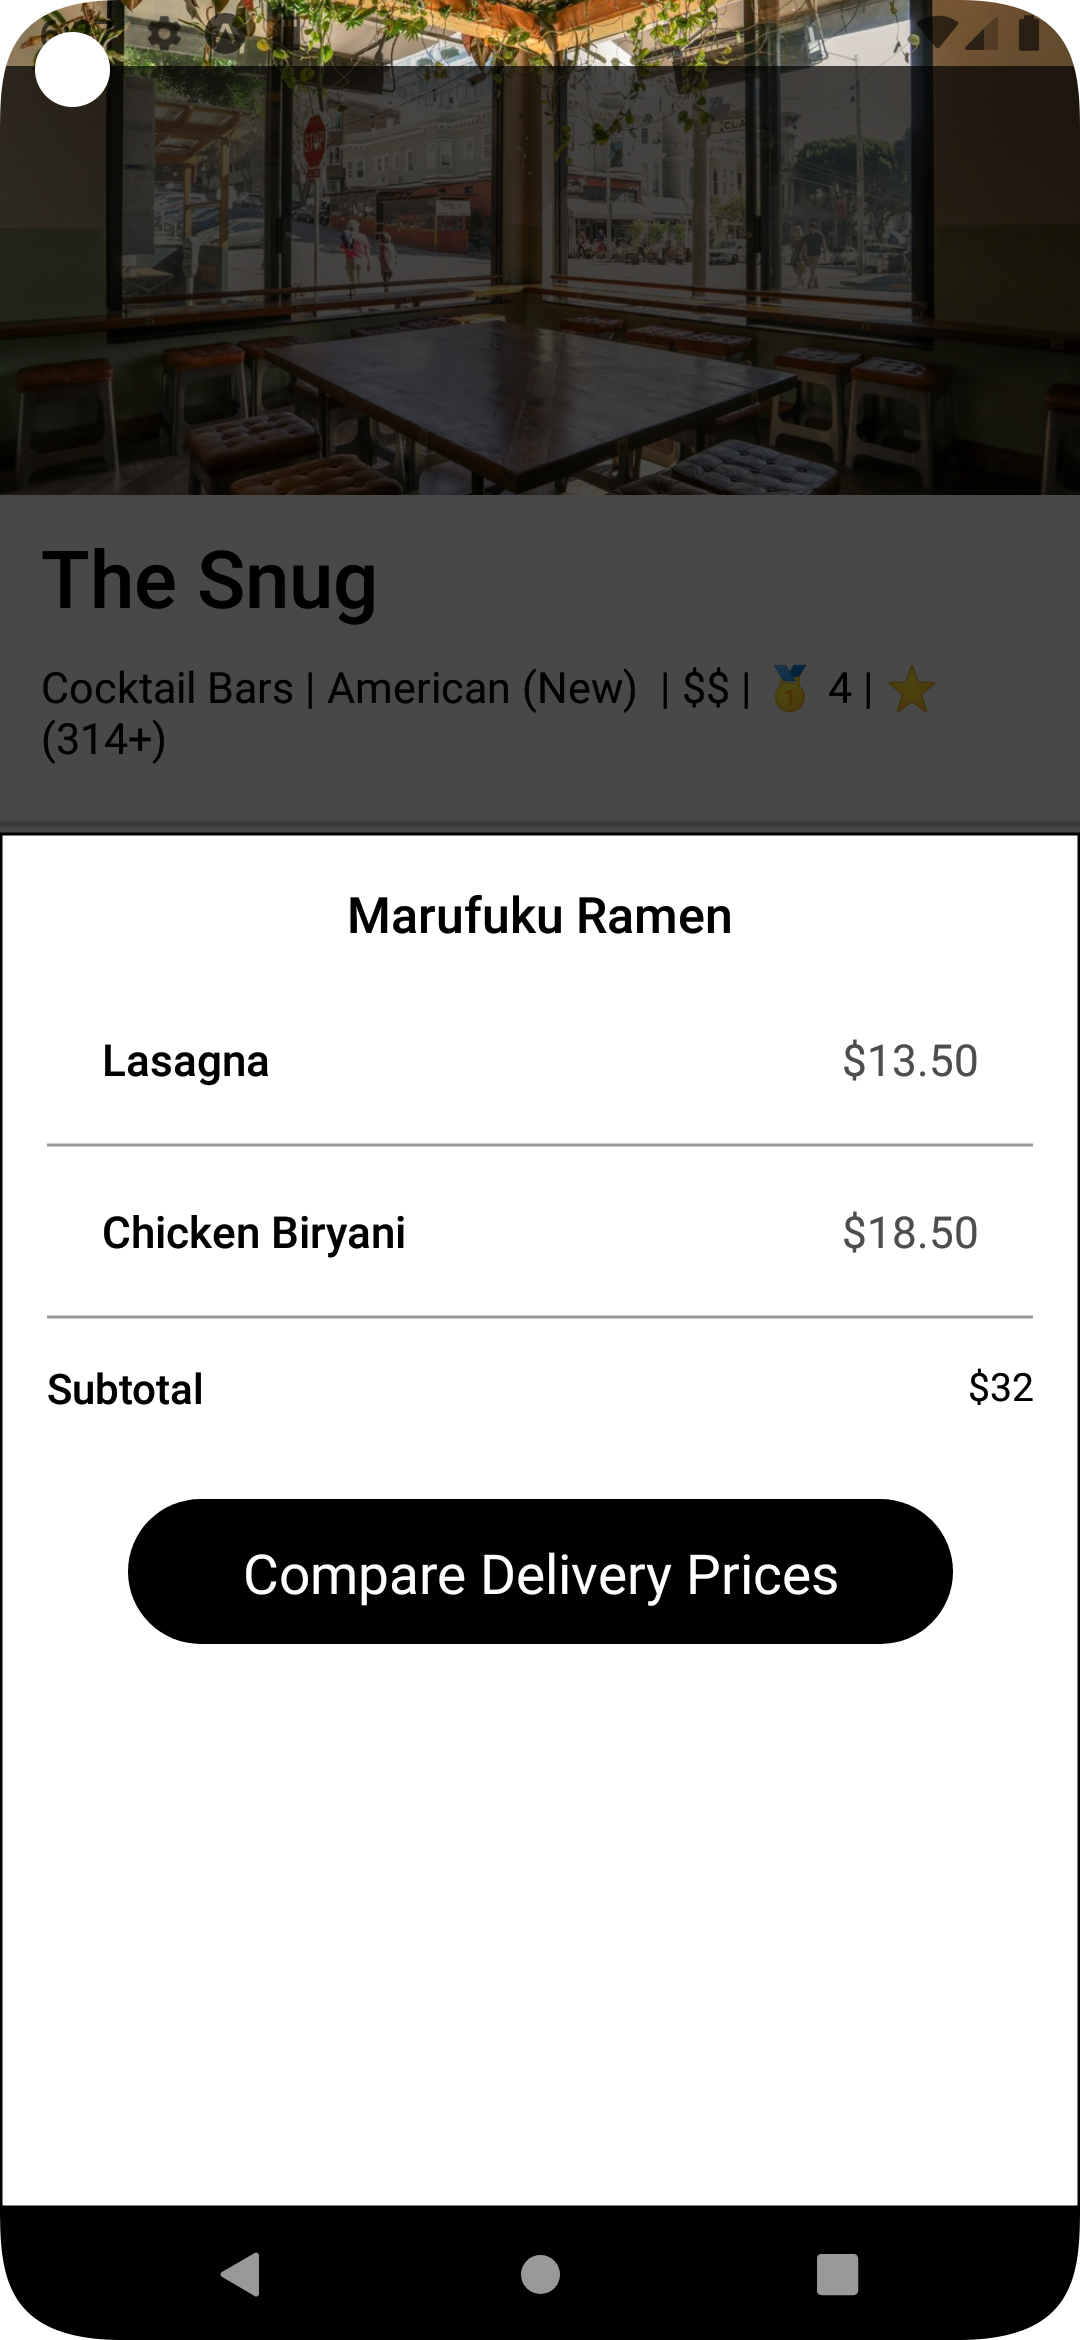 STOP
The Snug
Cocktail Bars | American (New)  | $$ | 🥇 4 | ⭐
(314+)
Marufuku Ramen
Lasagna $13.50
Chicken Biryani $18.50
Subtotal $32
Compare Delivery Prices